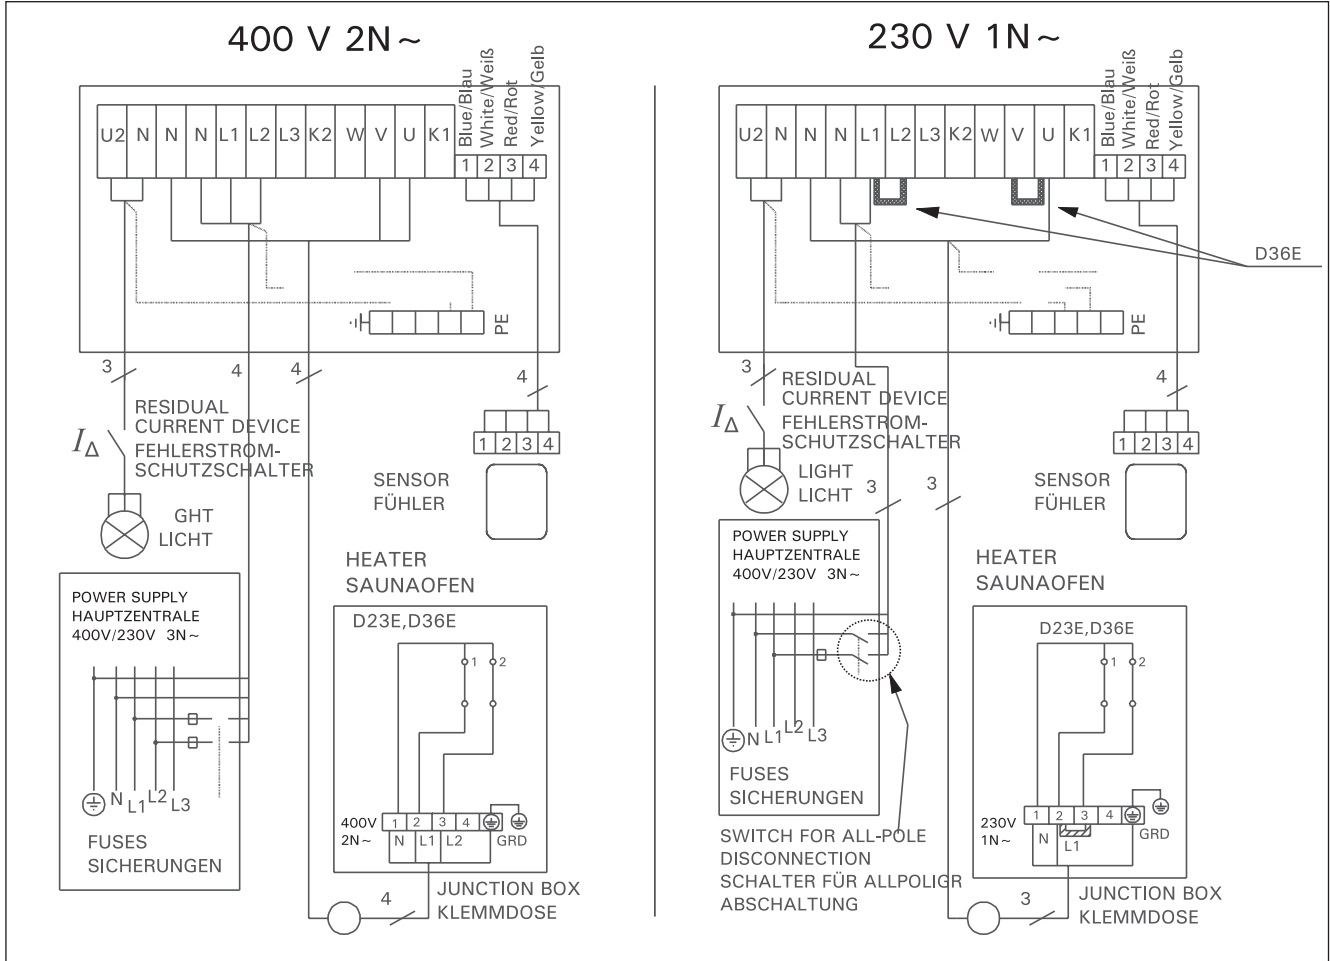 400 V 2N~
U2 N N N L1 L2 L3 K2 W V U K1
Blue/Blau
White/Weiß
Red/Rot
Yellow/Gelb
1 2 3 4
PE
3 4 4 4
RESIDUAL
CURRENT DEVICE
FEHLERSTROM-
SCHUTZSCHALTER
IΔ
GHT
LICHT
1 2 3 4
SENSOR
FÜHLER
POWER SUPPLY
HAUPTZENTRALE
400V/230V 3N~
N L1 L2 L3
FUSES
SICHERUNGEN
HEATER
SAUNAOFEN
D23E,D36E
1 2
400V 1 2 3 4
2N~ N L1 L2 GRD
4
JUNCTION BOX
KLEMMDOSE
230 V 1N~
U2 N N N L1 L2 L3 K2 W V U K1
Blue/Blau
White/Weiß
Red/Rot
Yellow/Gelb
1 2 3 4
D36E
PE
3 4
RESIDUAL
CURRENT DEVICE
FEHLERSTROM-
SCHUTZSCHALTER
IΔ
LIGHT
LICHT
3 3
1 2 3 4
SENSOR
FÜHLER
POWER SUPPLY
HAUPTZENTRALE
400V/230V 3N~
N L1 L2 L3
FUSES
SICHERUNGEN
SWITCH FOR ALL-POLE
DISCONNECTION
SCHALTER FÜR ALLPOLIGR
ABSCHALTUNG
HEATER
SAUNAOFEN
D23E,D36E
1 2
230V 1 2 3 4
1N~ N L1 GRD
3
JUNCTION BOX
KLEMMDOSE